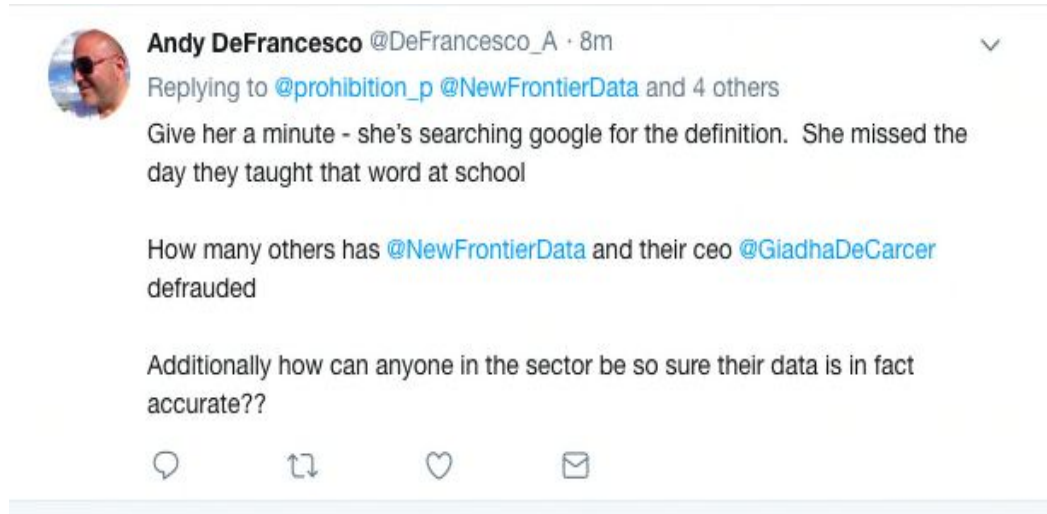 Andy DeFrancesco @DeFrancesco_A · 8m
Replying to @prohibition_p @NewFrontierData and 4 others
Give her a minute - she's searching google for the definition.  She missed the
day they taught that word at school
How many others has @NewFrontierData and their ceo @GiadhaDeCarcer
defrauded
Additionally how can anyone in the sector be so sure their data is in fact
accurate??